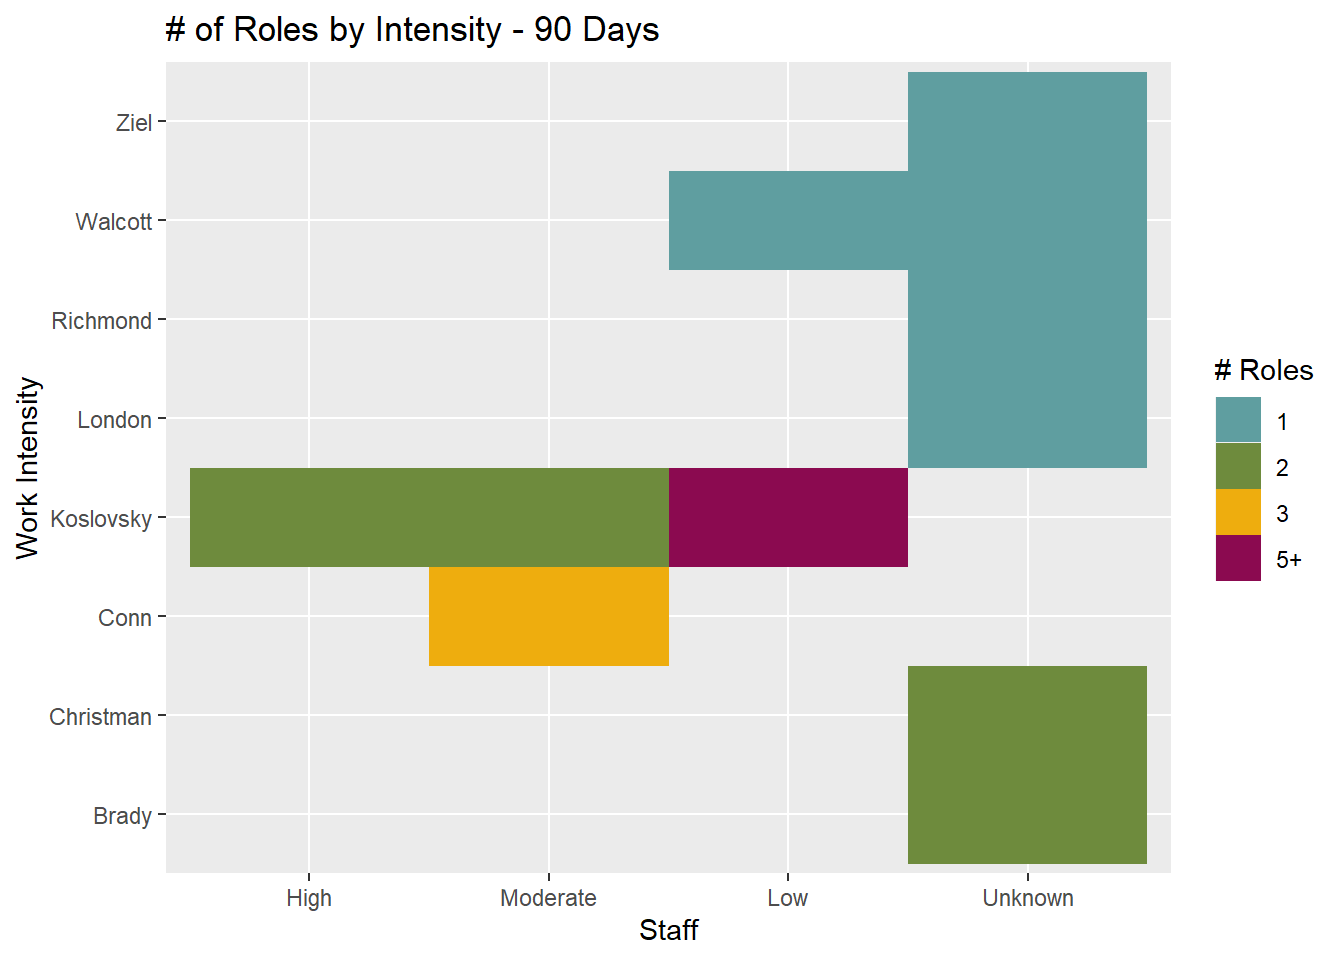 # of Roles by Intensity - 90 Days
Ziel
Walcott
Richmond
London
Koslovsky
Conn
Christman
Brady
Work Intensity
High Moderate Low Unknown
Staff
# Roles
1
2
3
5+